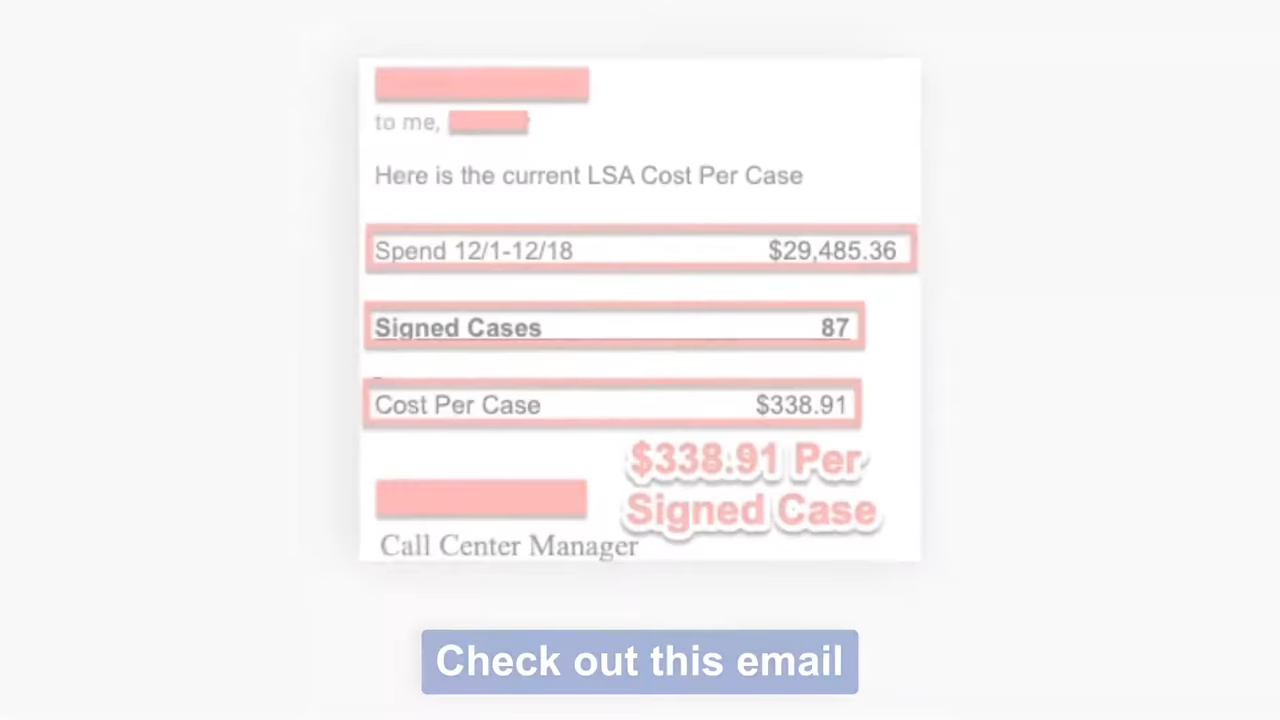 to me,
Here is the current LSA Cost Per Case
Spend 12/1-12/18 $29,485.36
Signed Cases 87
Cost Per Case $338.91
$338.91 Per
Signed Case
Call Center Manager
Check out this email